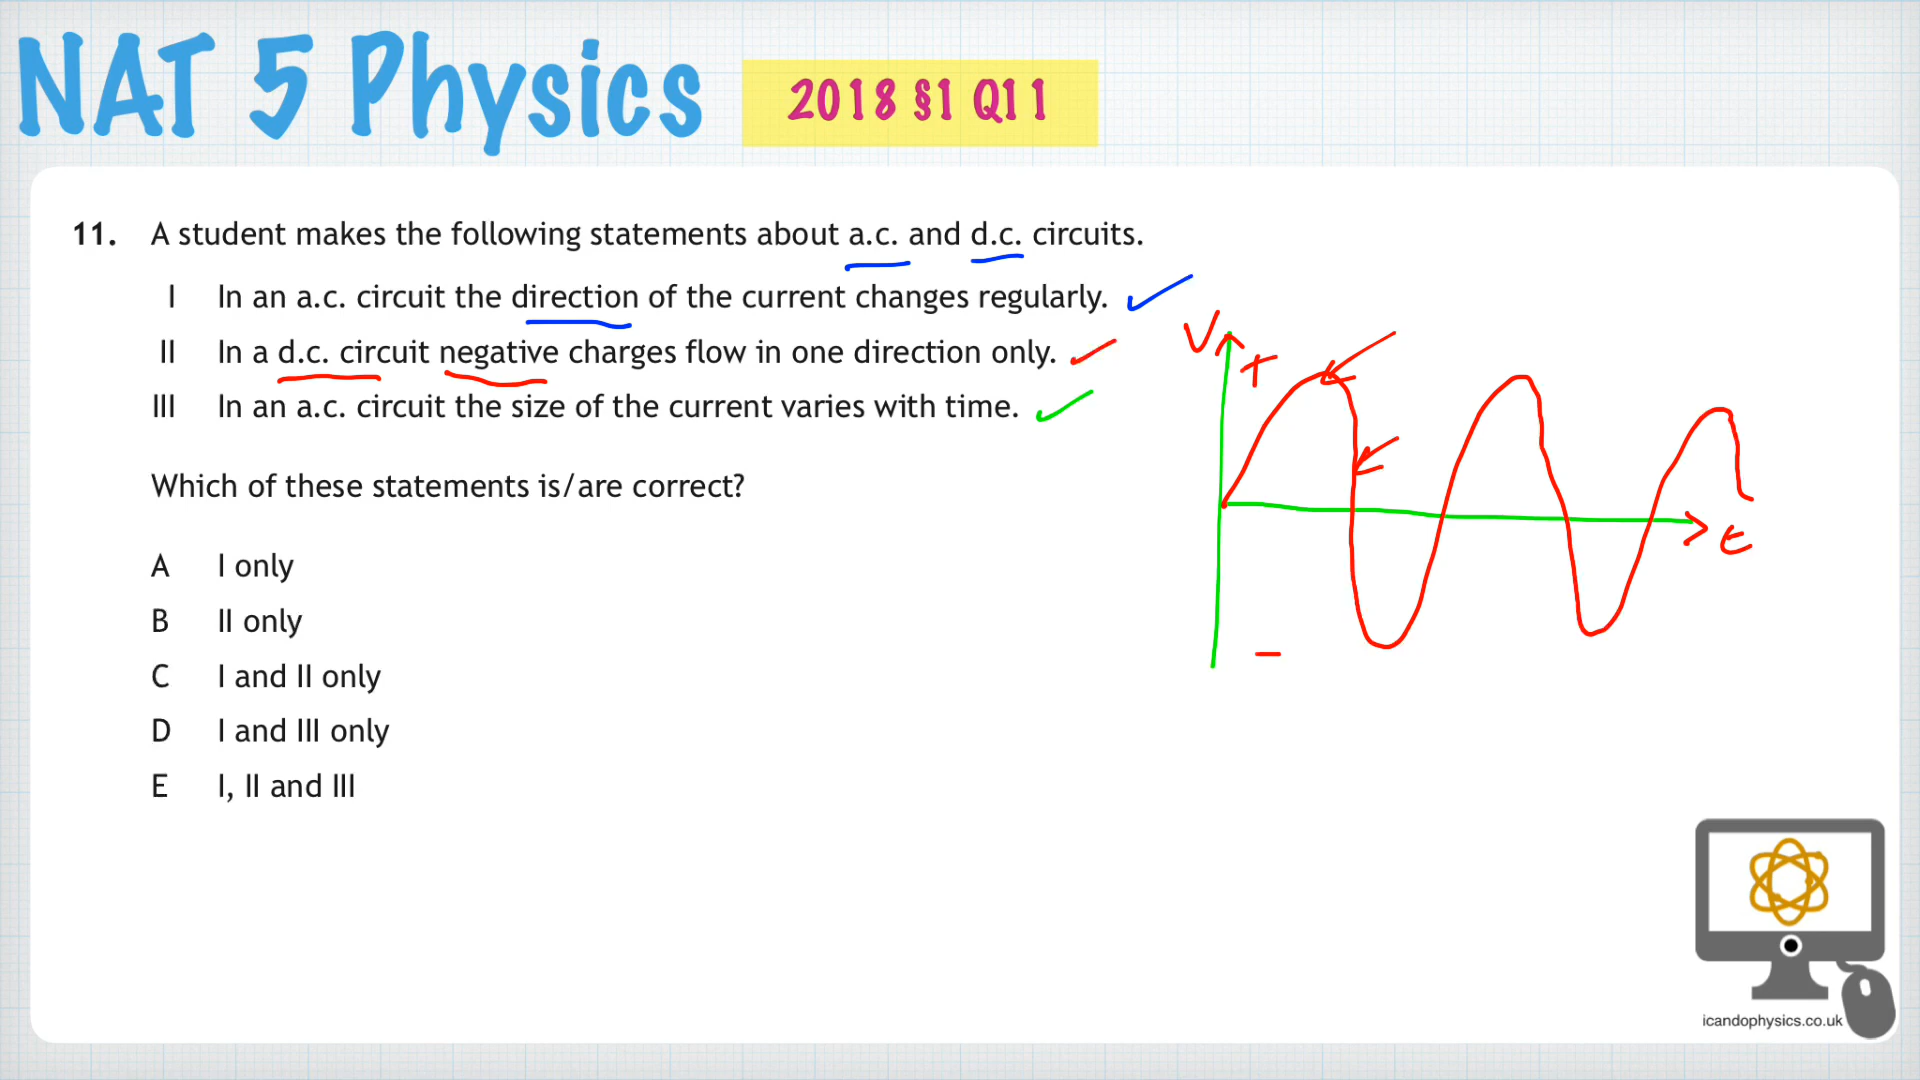 NAT 5 Physics
2018 §1 Q11
11. A student makes the following statements about a.c. and d.c. circuits.
I In an a.c. circuit the direction of the current changes regularly.
II In a d.c. circuit negative charges flow in one direction only.
III In an a.c. circuit the size of the current varies with time.
Which of these statements is/are correct?
A I only
B II only
C I and II only
D I and III only
E I, II and III
V
+
-
t
icandophysics.co.uk